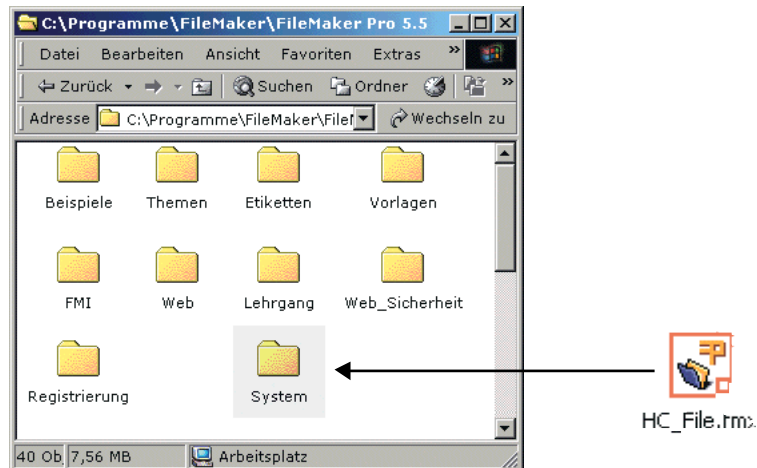 C:\Programme\FileMaker\FileMaker Pro 5.5
Datei Bearbeiten Ansicht Favoriten Extras »
Zurück Suchen Ordner »
Adresse C:\Programme\FileMaker\File Wechseln zu
Beispiele Themen Etiketten Vorlagen
FMI Web Lehrgang Web_Sicherheit
Registrierung System
HC_File.rmx
40 Ob 7,56 MB Arbeitsplatz